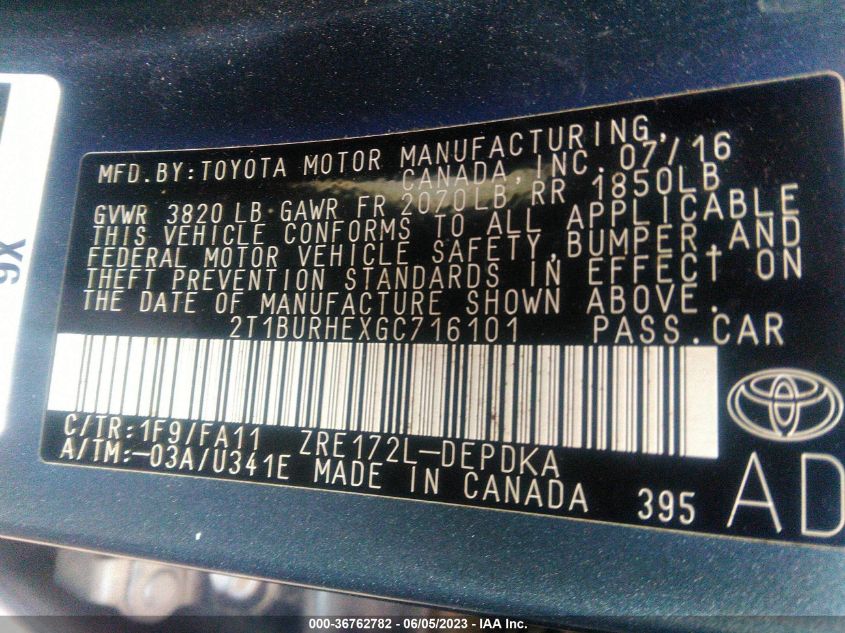 MFD.BY:TOYOTA MOTOR MANUFACTURING,
CANADA,INC. 07/16
GVWR 3820 LB GAWR FR 2070LB RR 1850LB
THIS VEHICLE CONFORMS TO ALL APPLICABLE
FEDERAL MOTOR VEHICLE SAFETY,BUMPER,AND
THEFT PREVENTION STANDARDS IN EFFECT ON
THE DATE OF MANUFACTURE SHOWN ABOVE.
2T1BURHEXGC716101 PASS.CAR
C/TR:1F9/FA11 ZRE172L-DEPDKA
A/TM:-03A/U341E MADE IN CANADA 395
AD
9X
000-36762782 - 06/05/2023 - IAA Inc.